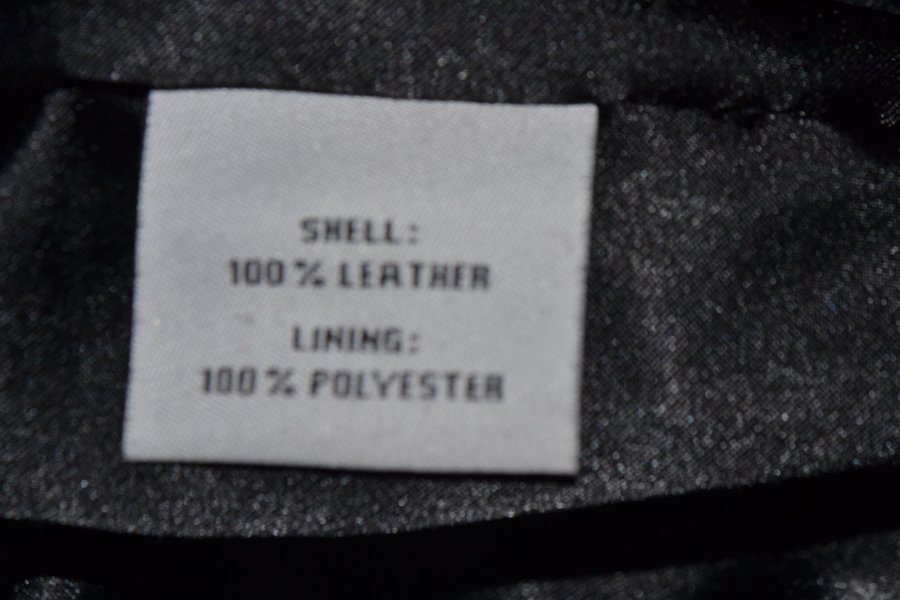 SHELL:
100% LEATHER
LINING:
100% POLYESTER